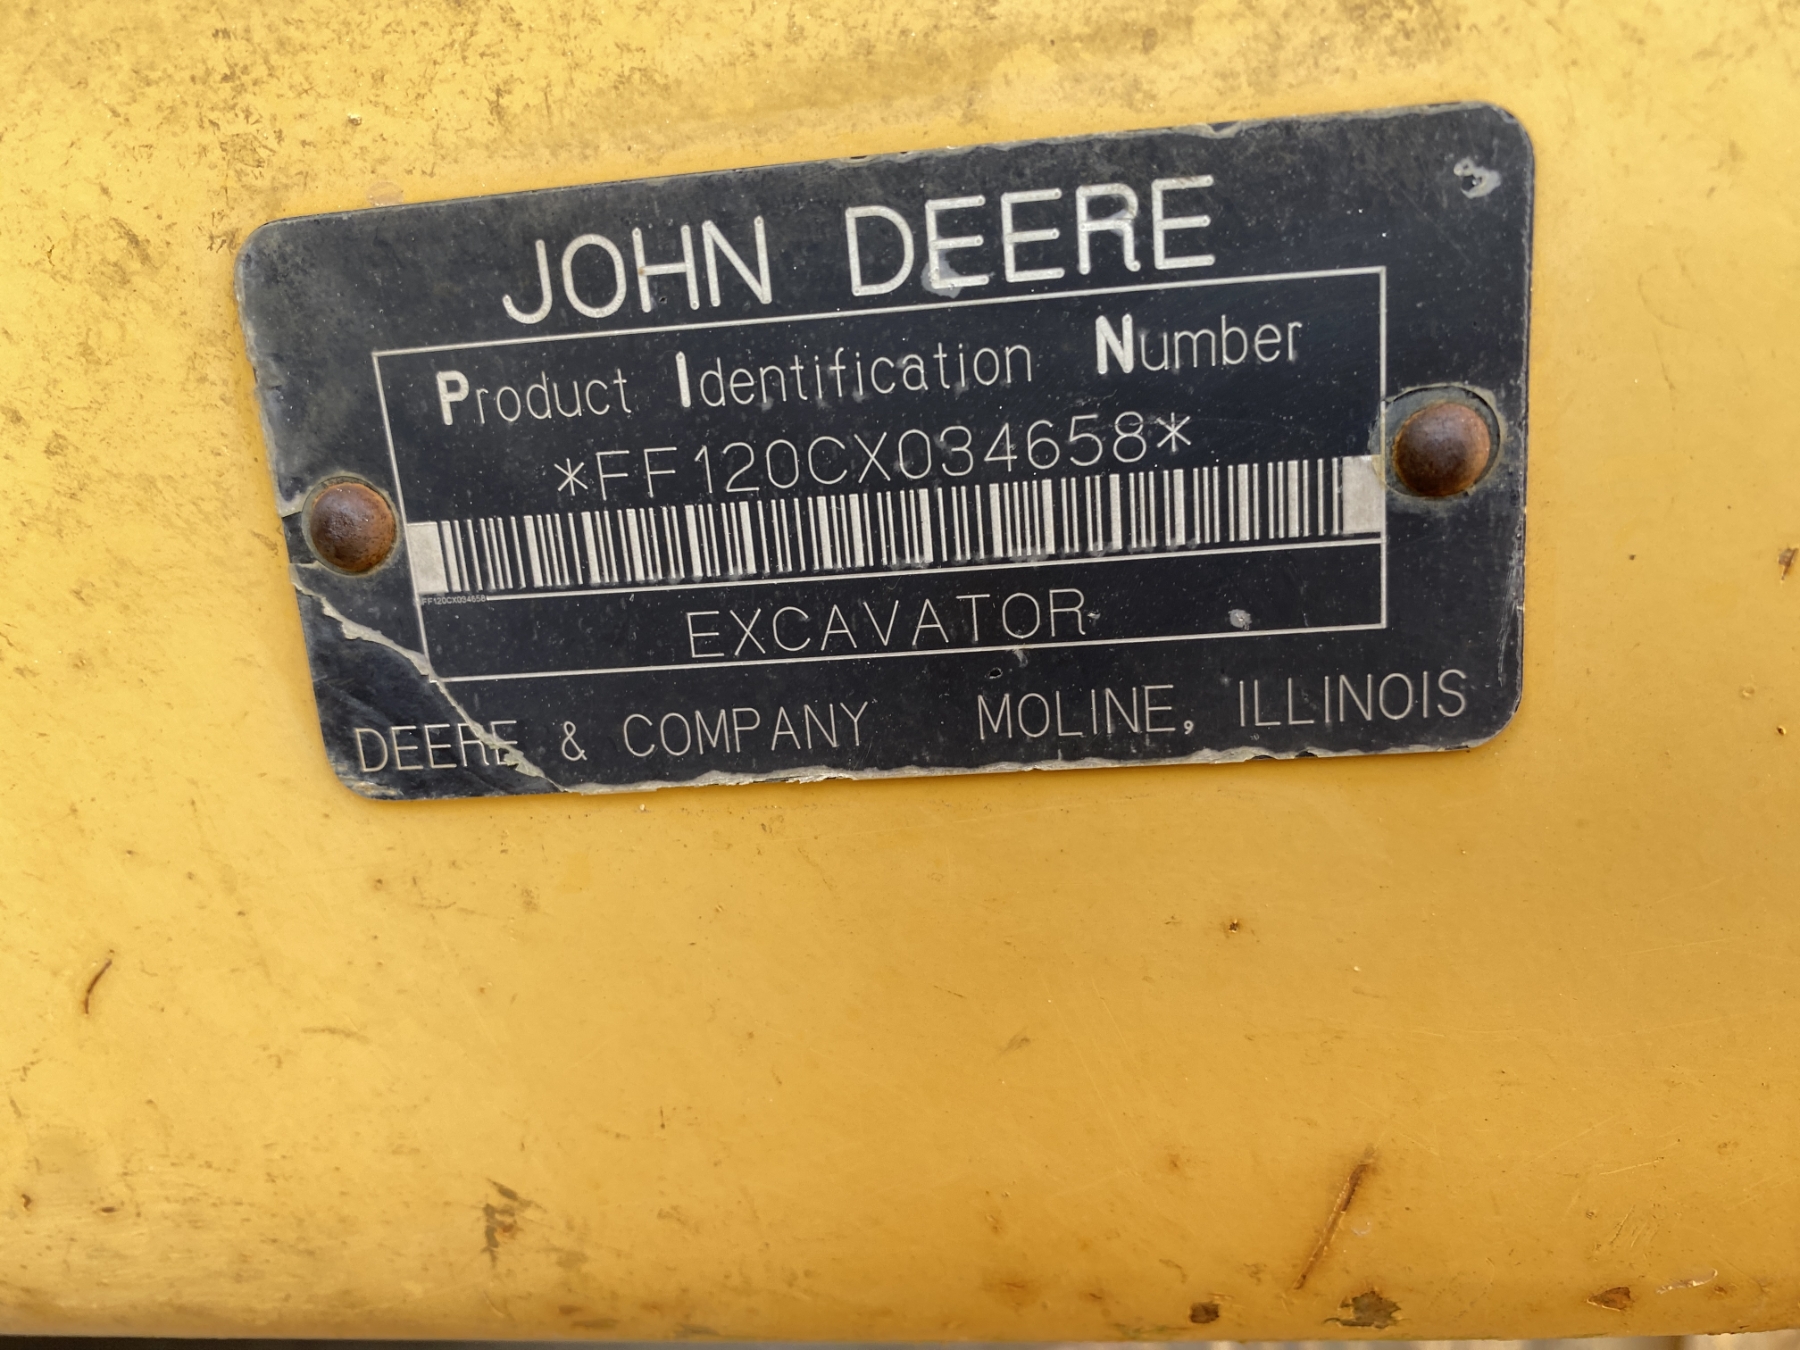 JOHN DEERE
Product Identification Number
*FF120CX034658*
FF120CX034658
EXCAVATOR
DEERE & COMPANY MOLINE, ILLINOIS